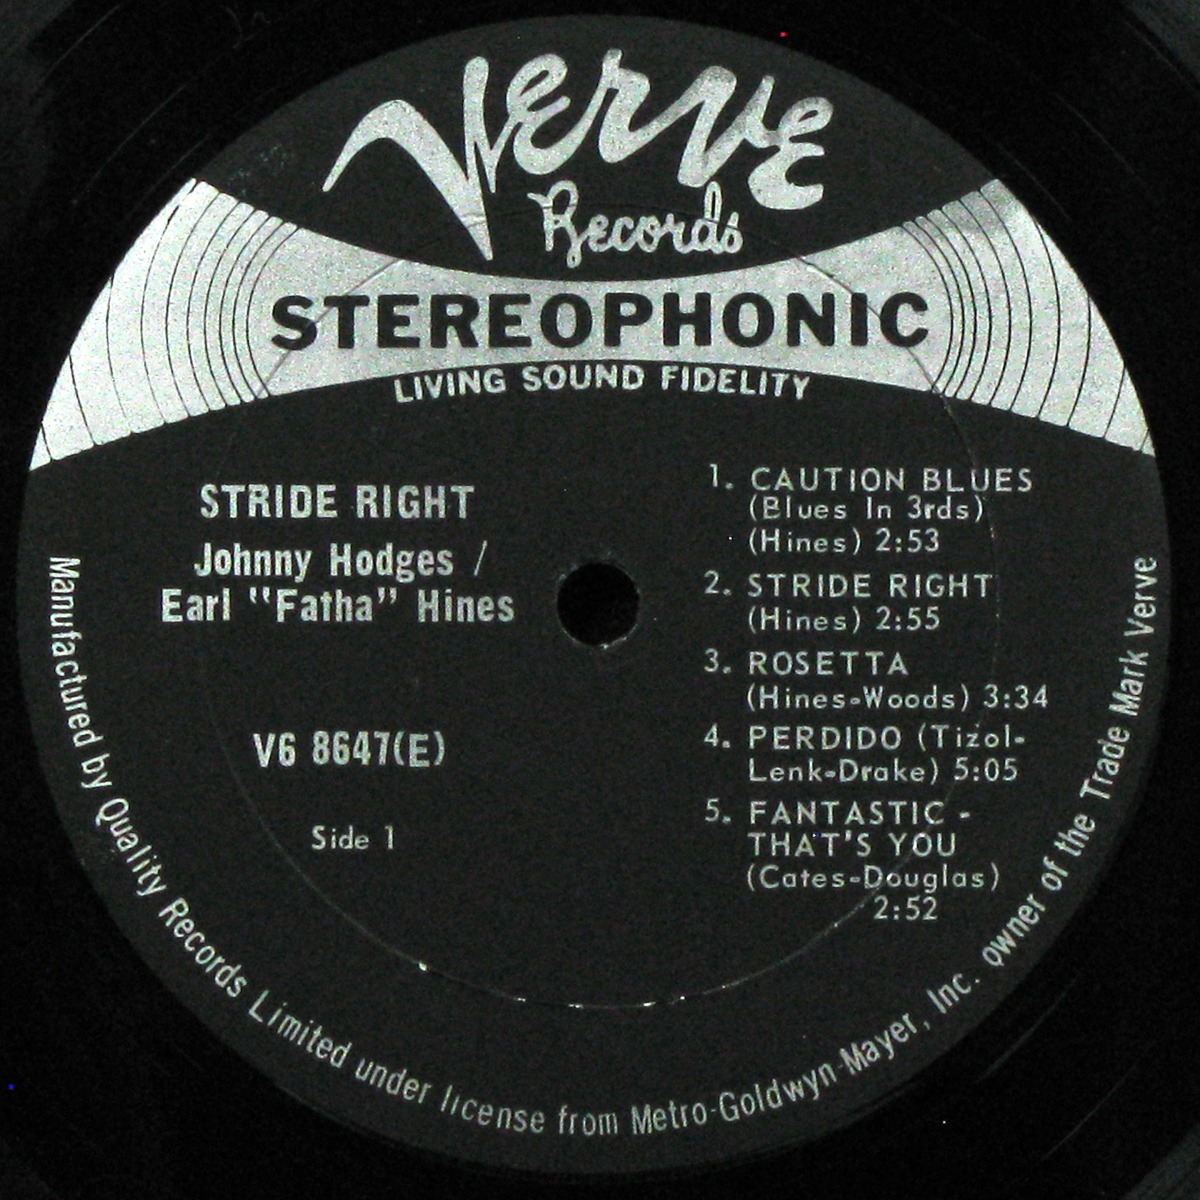 Verve
Records
STEREOPHONIC
LIVING SOUND FIDELITY
STRIDE RIGHT
Johnny Hodges /
Earl "Fatha" Hines
V6 8647(E)
Side 1
1. CAUTION BLUES
(Blues In 3rds)
(Hines) 2:53
2. STRIDE RIGHT
(Hines) 2:55
3. ROSETTA
(Hines-Woods) 3:34
4. PERDIDO (Tizol-
Lenk-Drake) 5:05
5. FANTASTIC -
THAT'S YOU
(Cates-Douglas)
2:52
Manufactured by Quality Records Limited under license from Metro-Goldwyn-Mayer, Inc. owner of the Trade Mark Verve